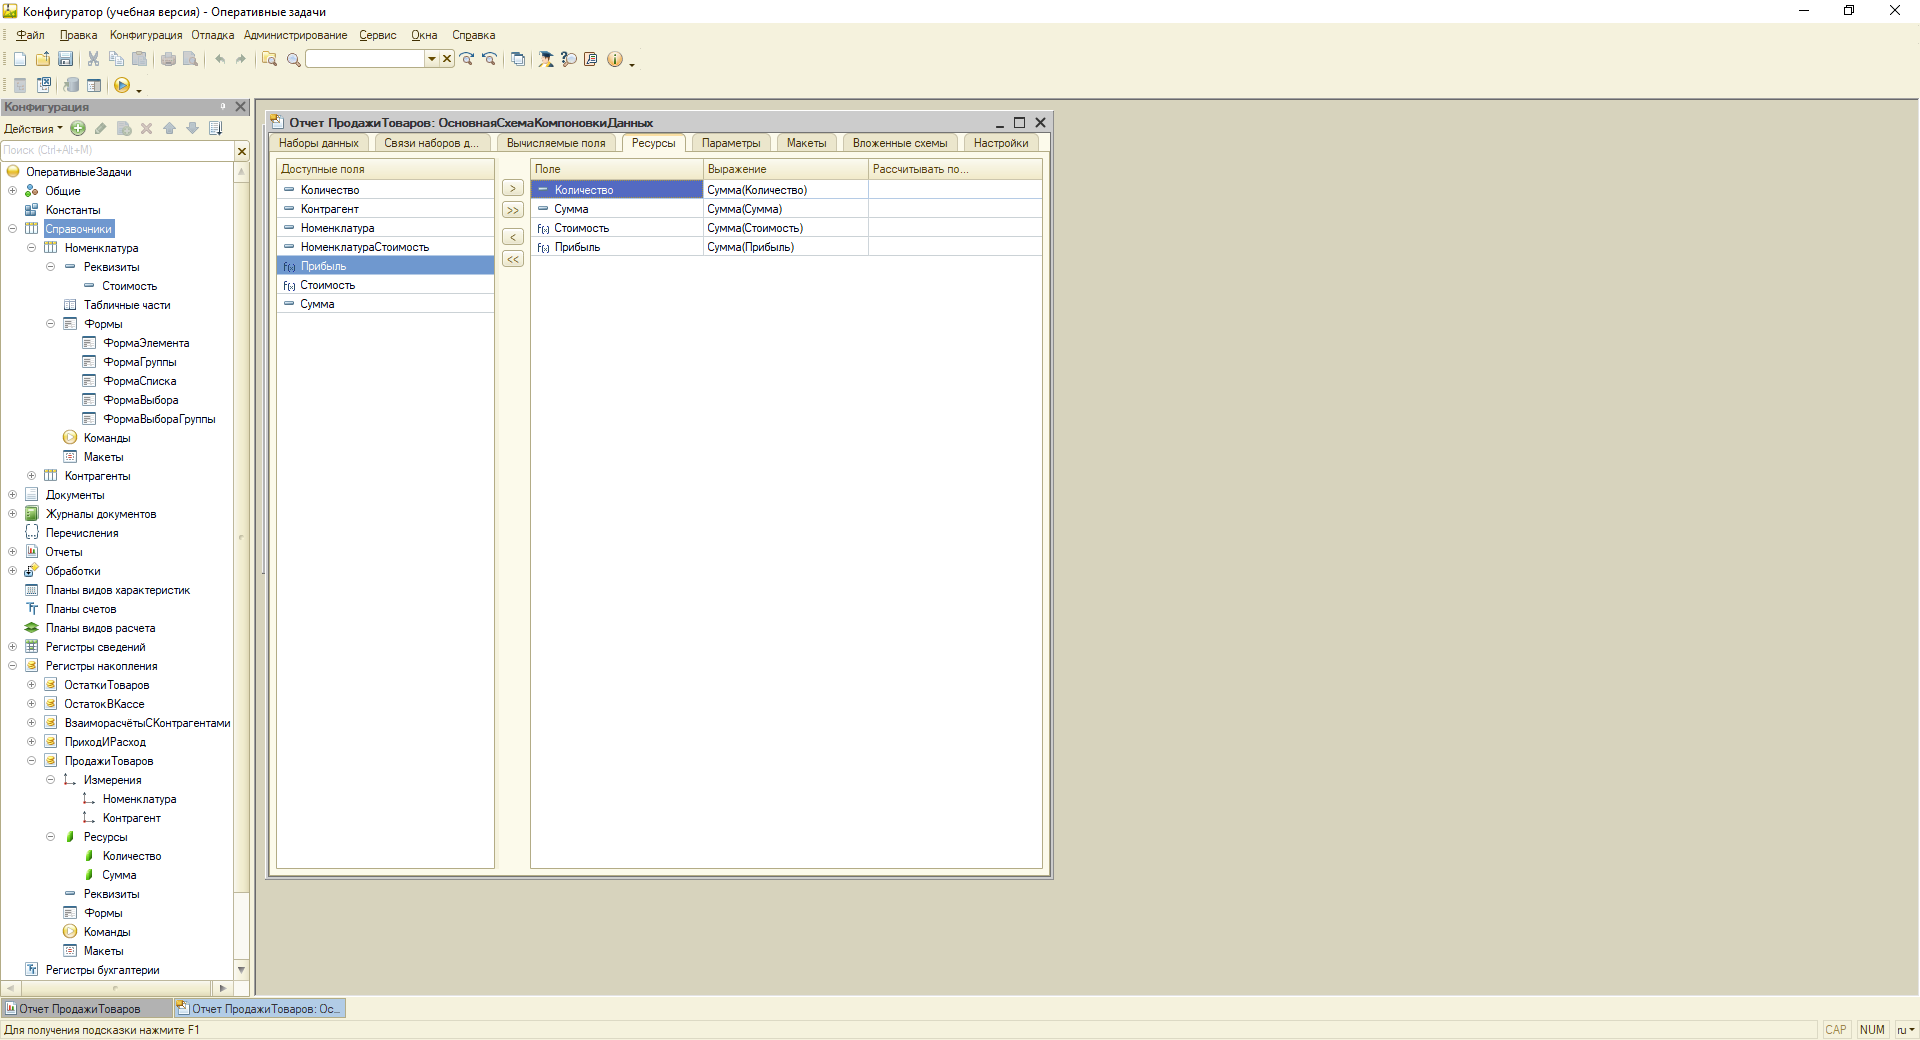 Конфигуратор (учебная версия) - Оперативные задачи
Файл Правка Конфигурация Отладка Администрирование Сервис Окна Справка
Конфигурация
Действия
Поиск (Ctrl+Alt+M)
ОперативныеЗадачи
Общие
Константы
Справочники
Номенклатура
Реквизиты
Стоимость
Табличные части
Формы
ФормаЭлемента
ФормаГруппы
ФормаСписка
ФормаВыбора
ФормаВыбораГруппы
Команды
Макеты
Контрагенты
Документы
Журналы документов
Перечисления
Отчеты
Обработки
Планы видов характеристик
Планы счетов
Планы видов расчета
Регистры сведений
Регистры накопления
ОстаткиТоваров
ОстатокВКассе
ВзаиморасчётыСКонтрагентами
ПриходИРасход
ПродажиТоваров
Измерения
Номенклатура
Контрагент
Ресурсы
Количество
Сумма
Реквизиты
Формы
Команды
Макеты
Регистры бухгалтерии
Отчет ПродажиТоваров: ОсновнаяСхемаКомпоновкиДанных
Наборы данных Связи наборов д... Вычисляемые поля Ресурсы Параметры Макеты Вложенные схемы Настройки
Доступные поля
Количество
Контрагент
Номенклатура
НоменклатураСтоимость
f(x) Прибыль
f(x) Стоимость
Сумма
>
>>
<
<<
Поле Выражение Рассчитывать по...
Количество Сумма(Количество)
Сумма Сумма(Сумма)
f(x) Стоимость Сумма(Стоимость)
f(x) Прибыль Сумма(Прибыль)
Отчет ПродажиТоваров Отчет ПродажиТоваров: Ос...
Для получения подсказки нажмите F1 CAP NUM ru